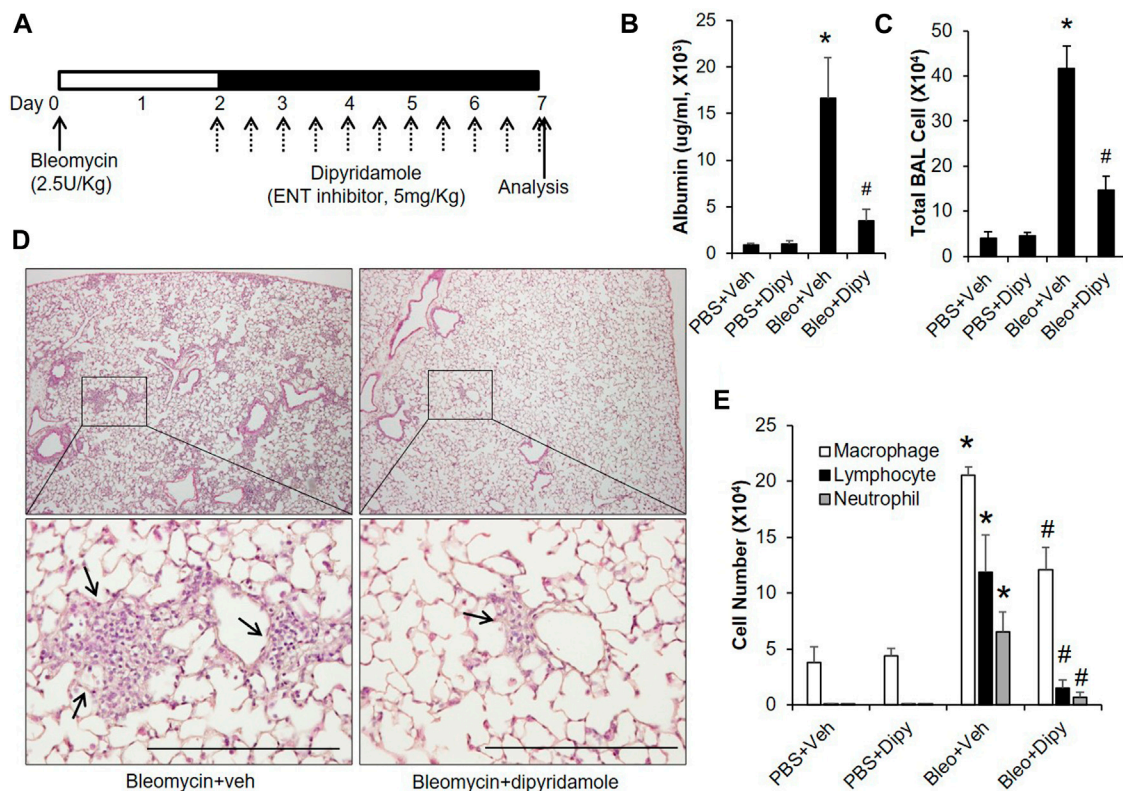 A
Day 0 1 2 3 4 5 6 7
Bleomycin
(2.5U/Kg)
Dipyridamole
(ENT inhibitor, 5mg/Kg)
Analysis
B
Albumin (ug/ml, X10³)
25
20
15
10
5
0
*
#
PBS+Veh
PBS+Dipy
Bleo+Veh
Bleo+Dipy
C
Total BAL Cell (X10⁴)
50
40
30
20
10
0
*
#
PBS+Veh
PBS+Dipy
Bleo+Veh
Bleo+Dipy
D
Bleomycin+veh
Bleomycin+dipyridamole
E
Cell Number (X10⁴)
25
20
15
10
5
0
Macrophage
Lymphocyte
Neutrophil
*
*
*
#
#
#
PBS+Veh
PBS+Dipy
Bleo+Veh
Bleo+Dipy